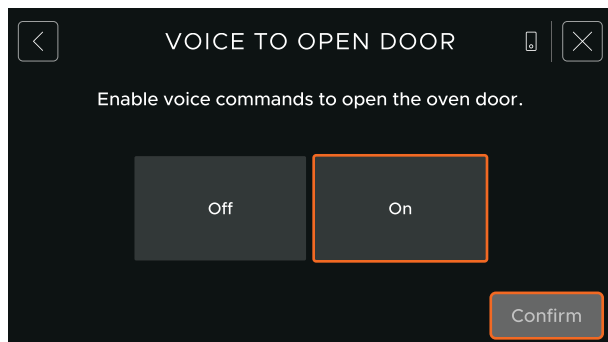 VOICE TO OPEN DOOR
Enable voice commands to open the oven door.
Off
On
Confirm